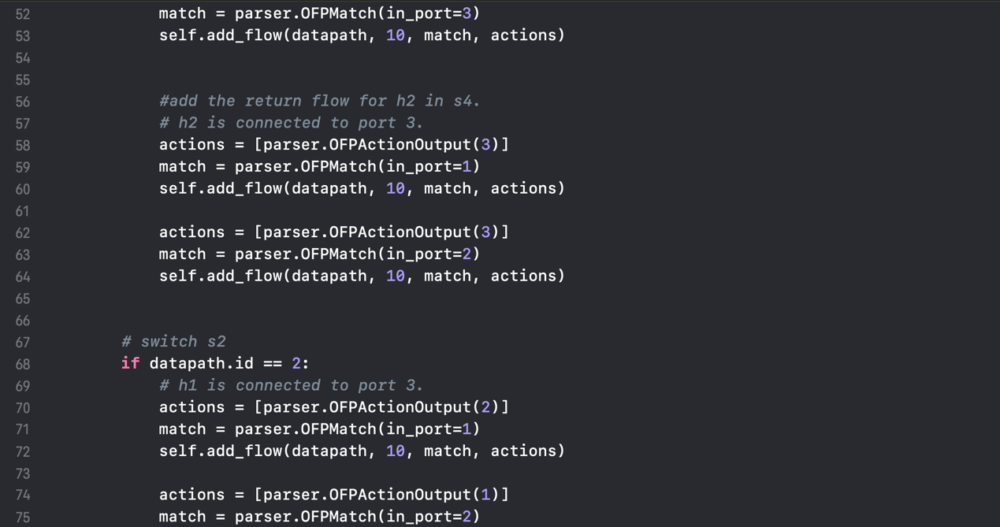 52 match = parser.OFPMatch(in_port=3)
53 self.add_flow(datapath, 10, match, actions)
54
55
56 #add the return flow for h2 in s4.
57 # h2 is connected to port 3.
58 actions = [parser.OFPActionOutput(3)]
59 match = parser.OFPMatch(in_port=1)
60 self.add_flow(datapath, 10, match, actions)
61
62 actions = [parser.OFPActionOutput(3)]
63 match = parser.OFPMatch(in_port=2)
64 self.add_flow(datapath, 10, match, actions)
65
66
67 # switch s2
68 if datapath.id == 2:
69 # h1 is connected to port 3.
70 actions = [parser.OFPActionOutput(2)]
71 match = parser.OFPMatch(in_port=1)
72 self.add_flow(datapath, 10, match, actions)
73
74 actions = [parser.OFPActionOutput(1)]
75 match = parser.OFPMatch(in_port=2)